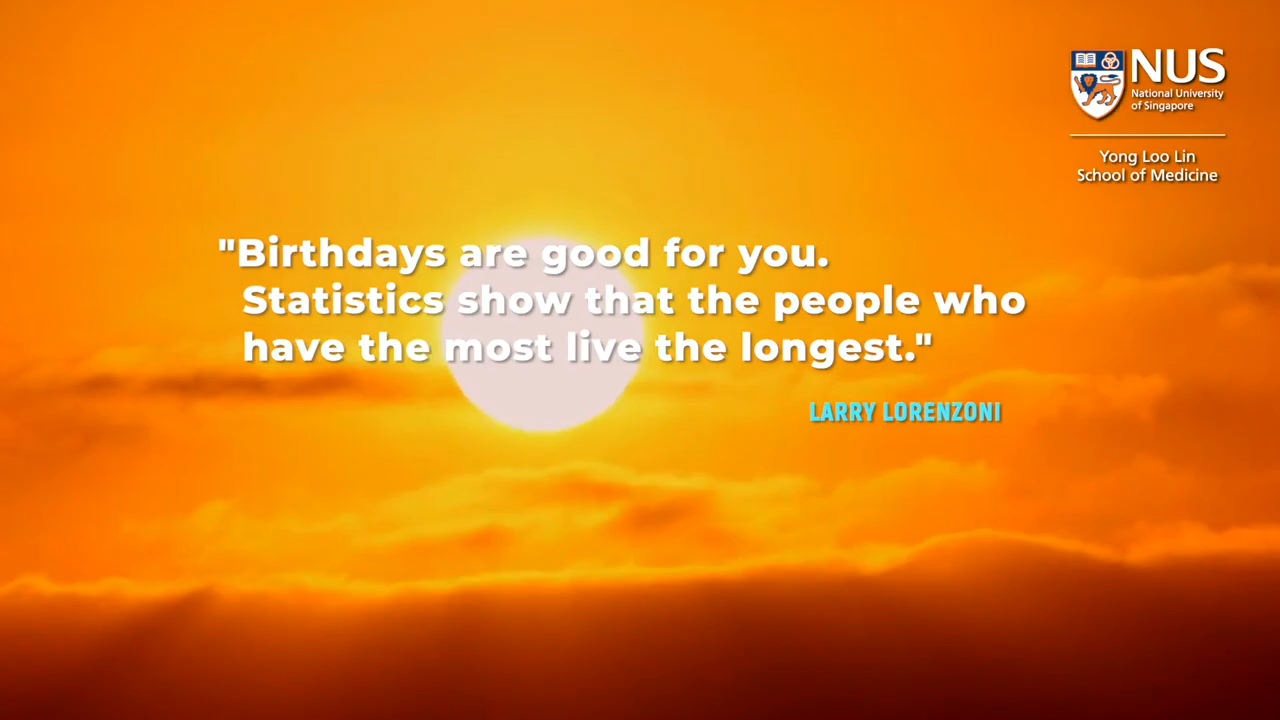 NUS
National University
of Singapore
Yong Loo Lin
School of Medicine
"Birthdays are good for you.
Statistics show that the people who
have the most live the longest."
LARRY LORENZONI